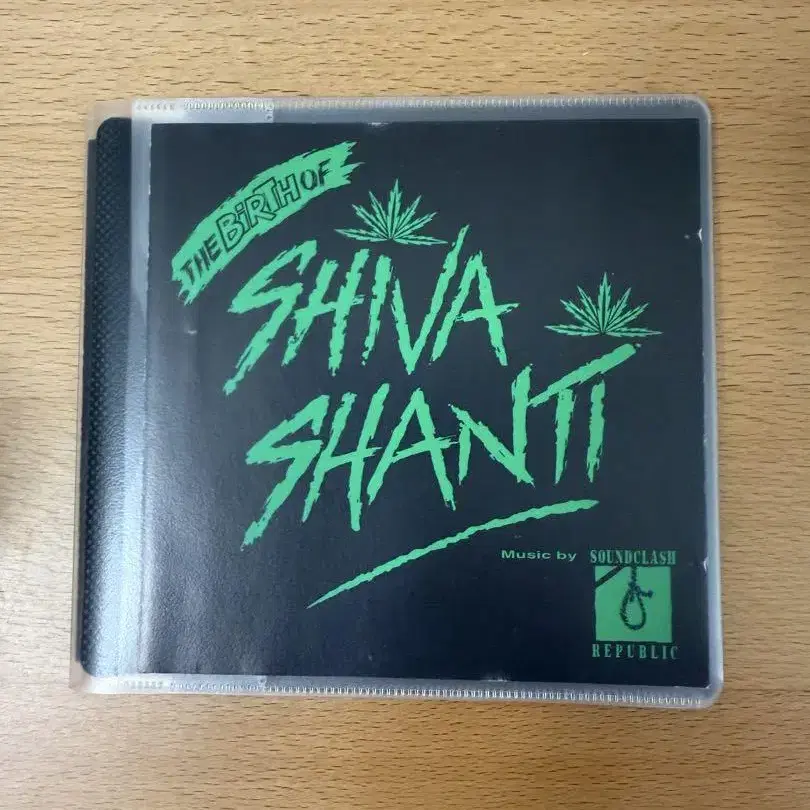 THE BiRTH OF
SHIVA
SHANTI
Music by
SOUNDCLASH
REPUBLIC